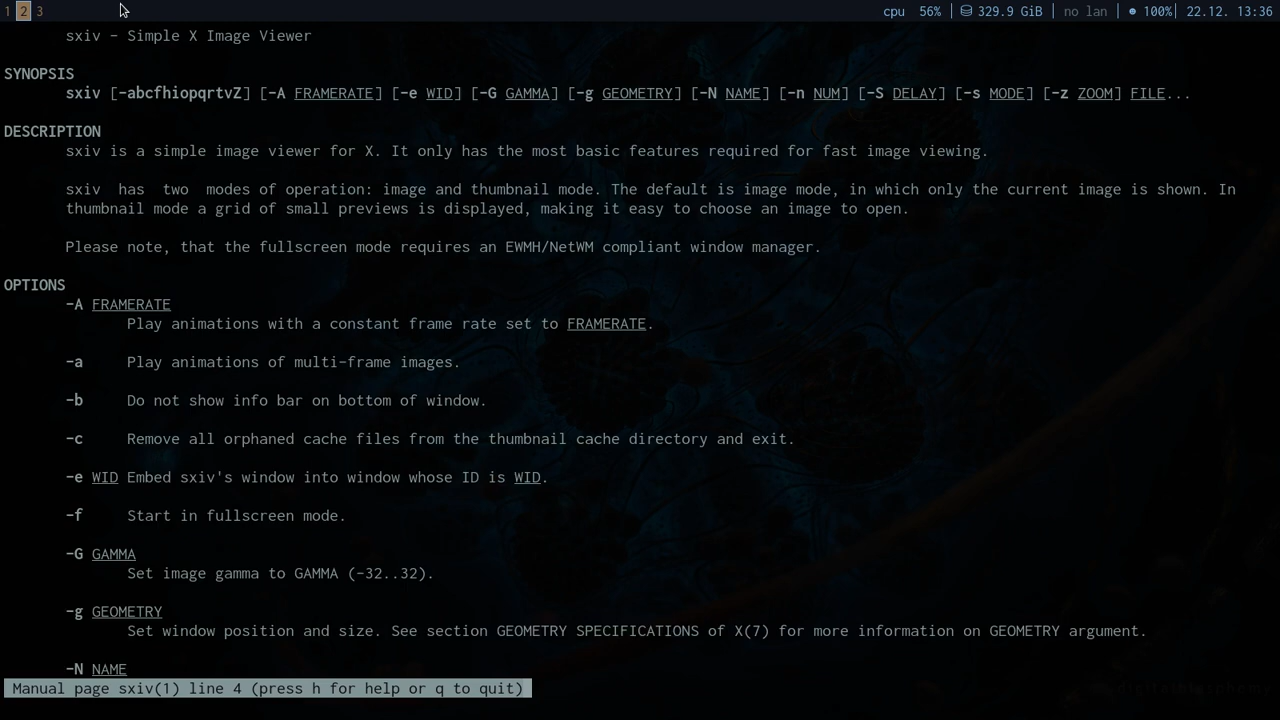 1 2 3 cpu 56% 329.9 GiB no lan 100% 22.12. 13:36
sxiv - Simple X Image Viewer
SYNOPSIS
sxiv [-abcfhiopqrtvZ] [-A FRAMERATE] [-e WID] [-G GAMMA] [-g GEOMETRY] [-N NAME] [-n NUM] [-S DELAY] [-s MODE] [-z ZOOM] FILE...
DESCRIPTION
sxiv is a simple image viewer for X. It only has the most basic features required for fast image viewing.
sxiv has two modes of operation: image and thumbnail mode. The default is image mode, in which only the current image is shown. In
thumbnail mode a grid of small previews is displayed, making it easy to choose an image to open.
Please note, that the fullscreen mode requires an EWMH/NetWM compliant window manager.
OPTIONS
-A FRAMERATE
Play animations with a constant frame rate set to FRAMERATE.
-a Play animations of multi-frame images.
-b Do not show info bar on bottom of window.
-c Remove all orphaned cache files from the thumbnail cache directory and exit.
-e WID Embed sxiv's window into window whose ID is WID.
-f Start in fullscreen mode.
-G GAMMA
Set image gamma to GAMMA (-32..32).
-g GEOMETRY
Set window position and size. See section GEOMETRY SPECIFICATIONS of X(7) for more information on GEOMETRY argument.
-N NAME
Manual page sxiv(1) line 4 (press h for help or q to quit)